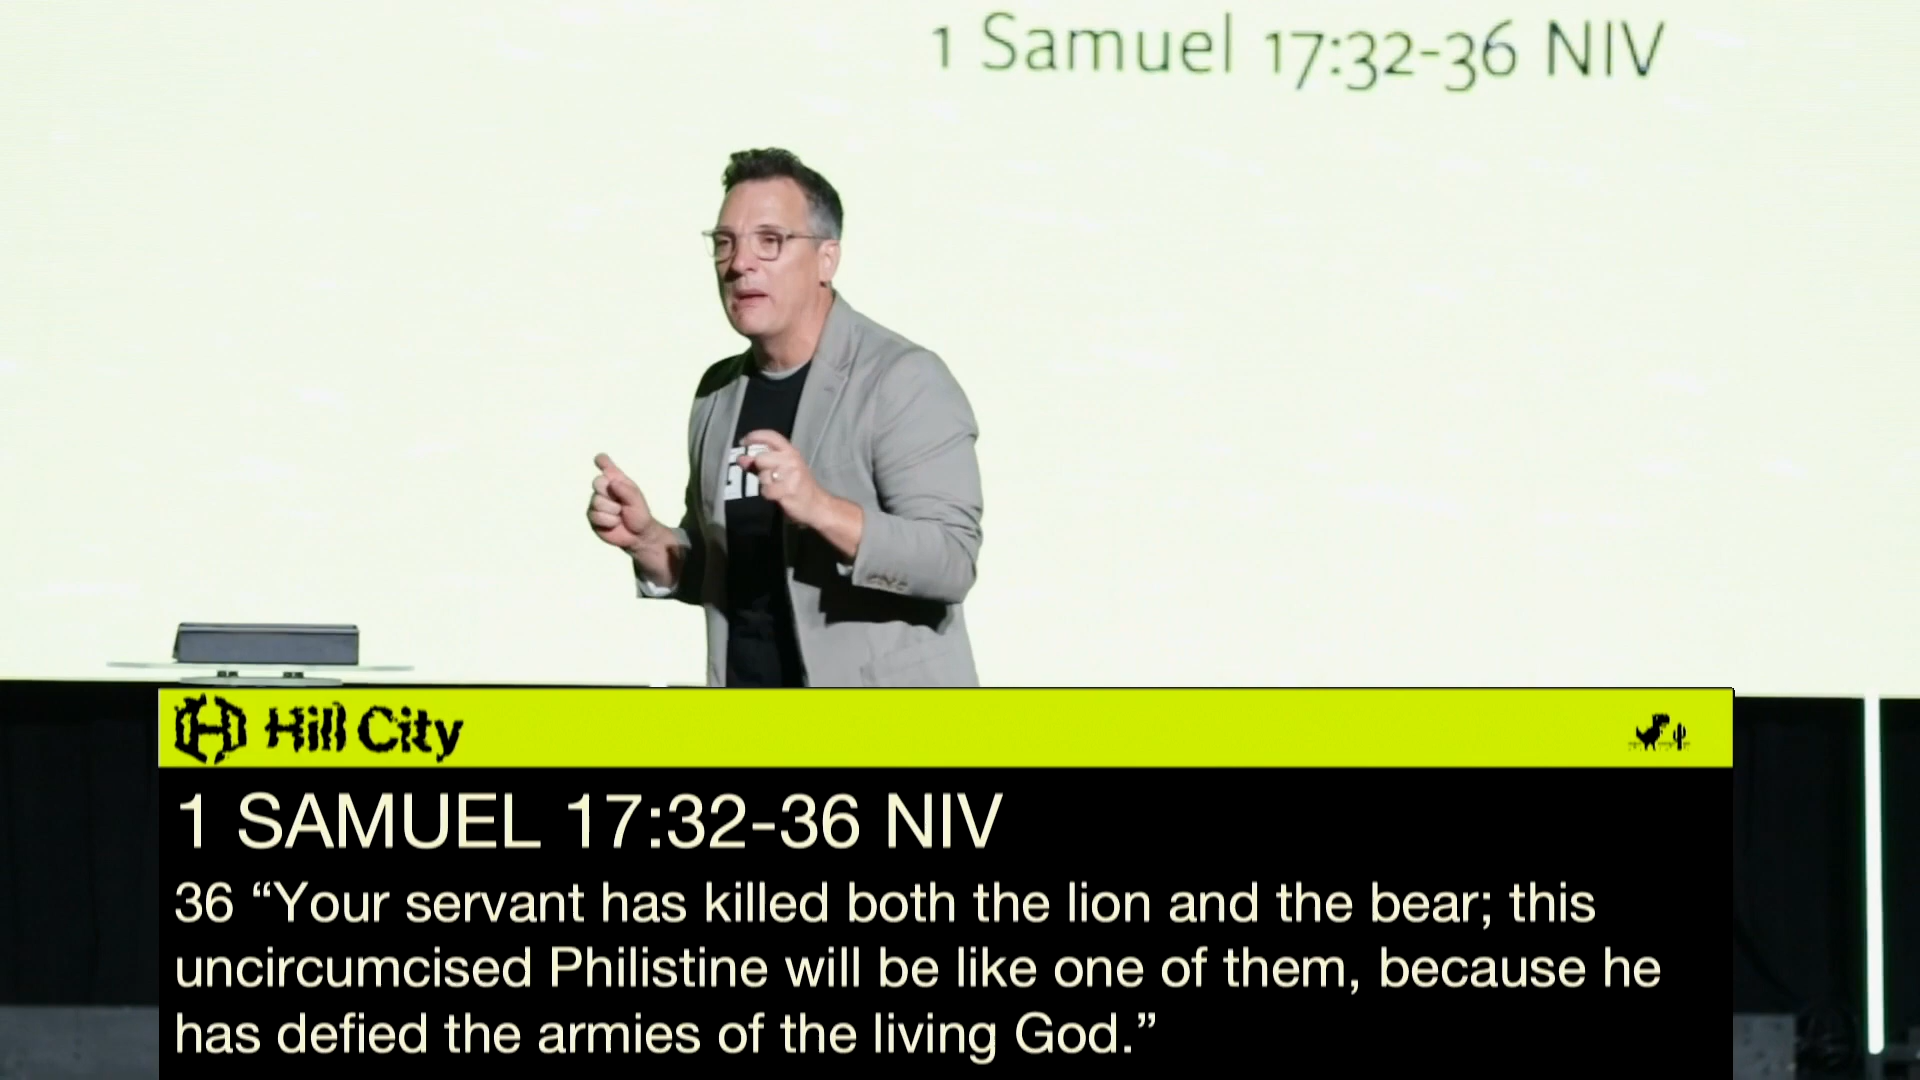 1 Samuel 17:32-36 NIV
Hill City
1 SAMUEL 17:32-36 NIV
36 “Your servant has killed both the lion and the bear; this
uncircumcised Philistine will be like one of them, because he
has defied the armies of the living God.”